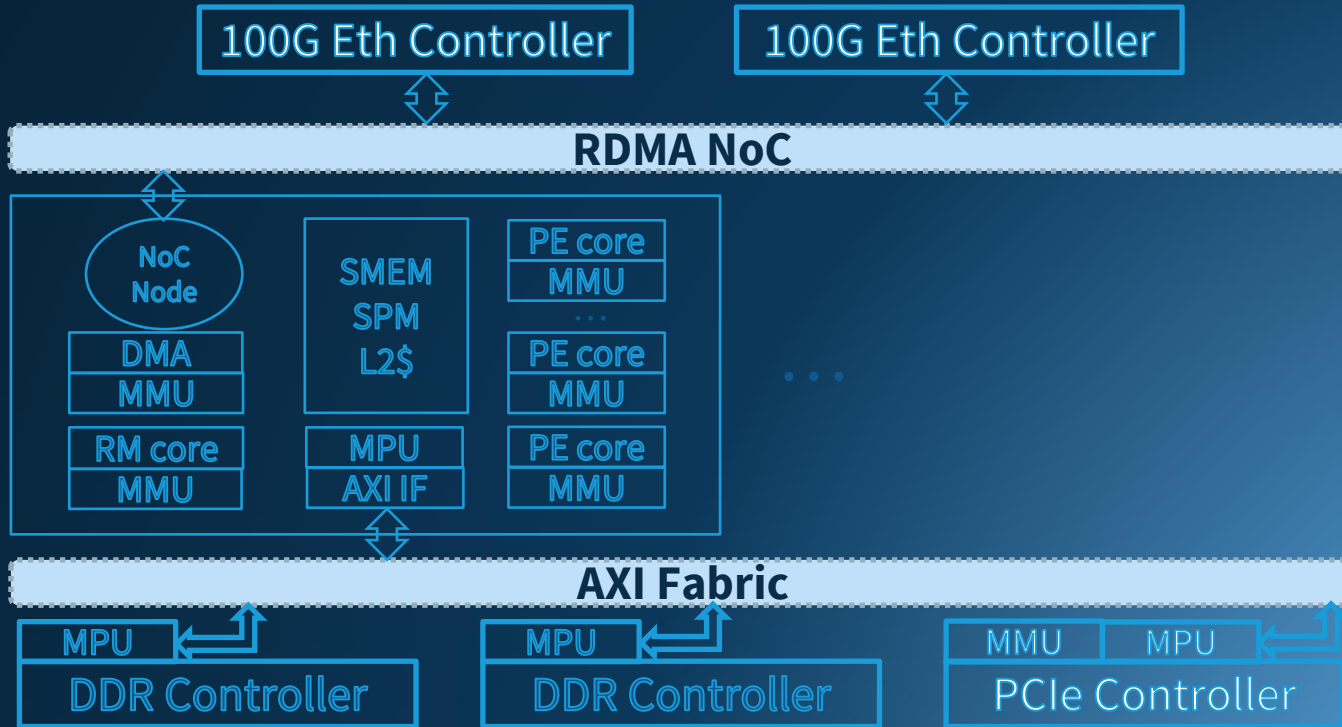 100G Eth Controller
100G Eth Controller
RDMA NoC
NoC
Node
DMA
MMU
RM core
MMU
SMEM
SPM
L2$
MPU
AXI IF
PE core
MMU
...
PE core
MMU
PE core
MMU
...
AXI Fabric
MPU
DDR Controller
MPU
DDR Controller
MMU
MPU
PCIe Controller